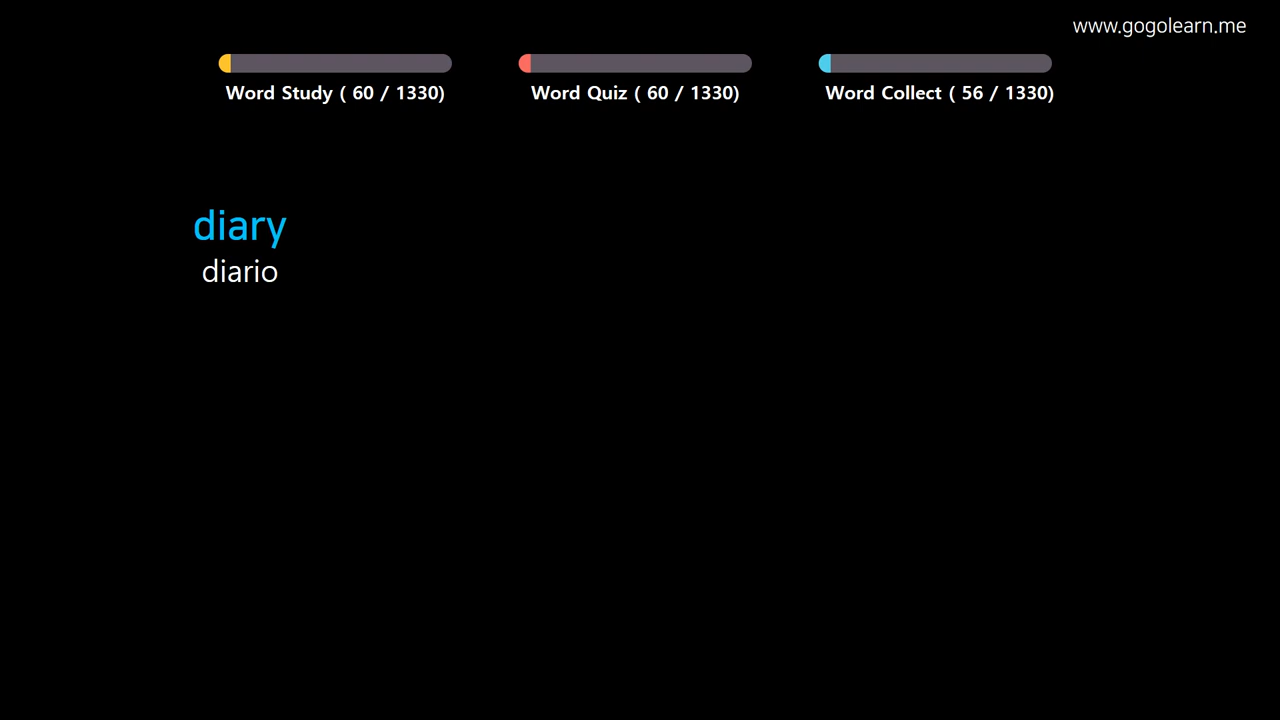 www.gogolearn.me
Word Study ( 60 / 1330)
Word Quiz ( 60 / 1330)
Word Collect ( 56 / 1330)
diary
diario